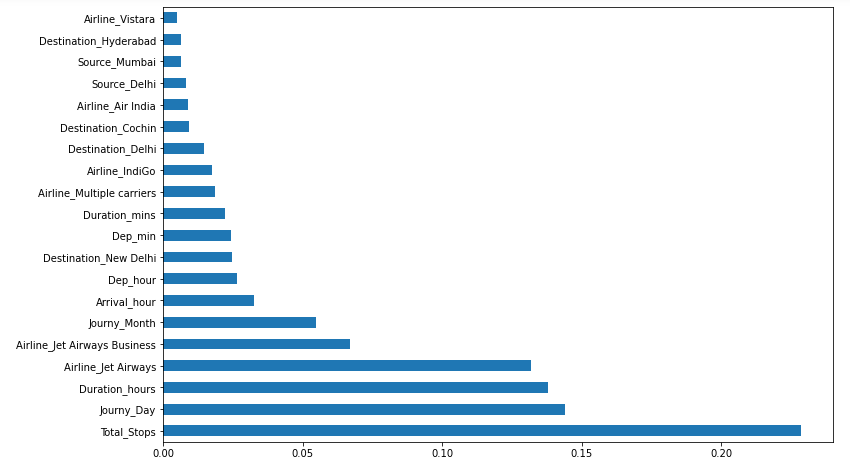 Airline_Vistara
Destination_Hyderabad
Source_Mumbai
Source_Delhi
Airline_Air India
Destination_Cochin
Destination_Delhi
Airline_IndiGo
Airline_Multiple carriers
Duration_mins
Dep_min
Destination_New Delhi
Dep_hour
Arrival_hour
Journy_Month
Airline_Jet Airways Business
Airline_Jet Airways
Duration_hours
Journy_Day
Total_Stops
0.00 0.05 0.10 0.15 0.20